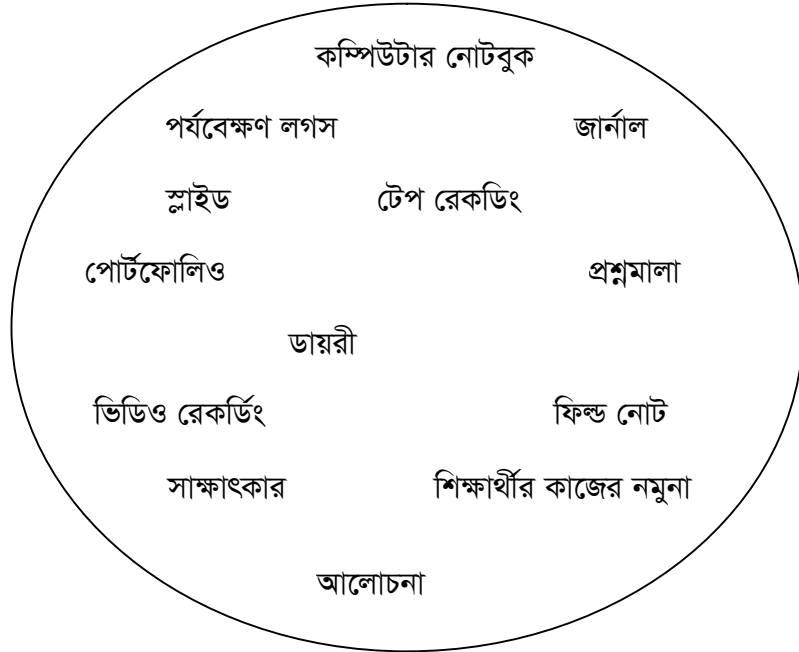 কম্পিউটার নোটবুক
পর্যবেক্ষণ লগস জার্নাল
স্লাইড টেপ রেকডিং
পোর্টফোলিও প্রশ্নমালা
ডায়রী
ভিডিও রেকর্ডিং ফিল্ড নোট
সাক্ষাৎকার শিক্ষার্থীর কাজের নমুনা
আলোচনা